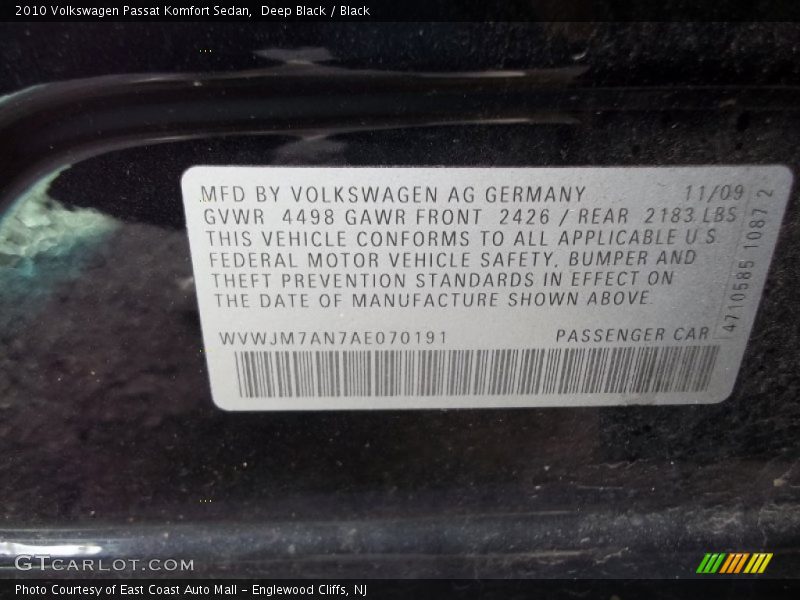 2010 Volkswagen Passat Komfort Sedan,  Deep Black / Black
MFD BY VOLKSWAGEN AG GERMANY 11/09
GVWR 4498 GAWR FRONT 2426 / REAR 2183 LBS
THIS VEHICLE CONFORMS TO ALL APPLICABLE U.S.
FEDERAL MOTOR VEHICLE SAFETY, BUMPER AND
THEFT PREVENTION STANDARDS IN EFFECT ON
THE DATE OF MANUFACTURE SHOWN ABOVE.
WVWJM7AN7AE070191 PASSENGER CAR
4710585 1087 2
GTCARLOT.COM
Photo Courtesy of East Coast Auto Mall - Englewood Cliffs, NJ